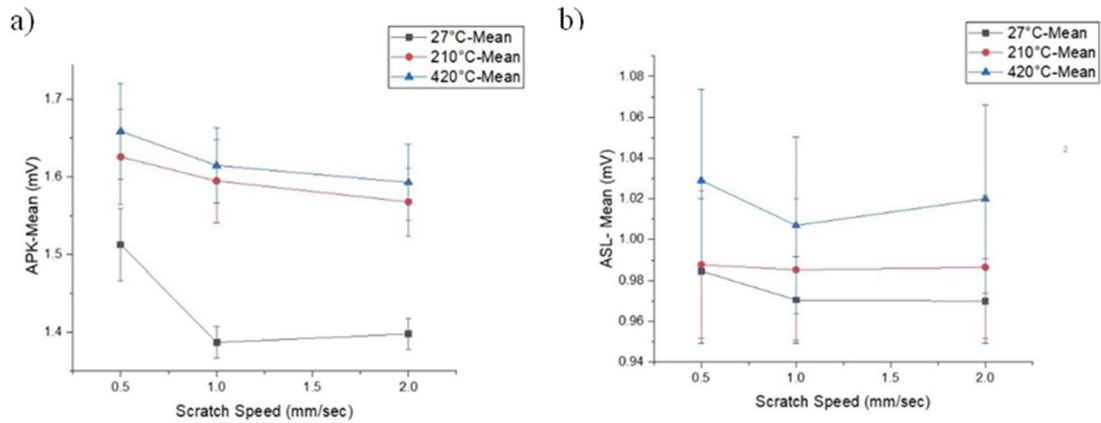 a)
27°C-Mean
210°C-Mean
420°C-Mean
1.7
1.6
1.5
1.4
APK-Mean (mV)
0.5
1.0
1.5
2.0
Scratch Speed (mm/sec)
b)
27°C-Mean
210°C-Mean
420°C-Mean
1.08
1.06
1.04
1.02
1.00
0.98
0.96
0.94
ASL- Mean (mV)
0.5
1.0
1.5
2.0
Scratch Speed (mm/sec)
2